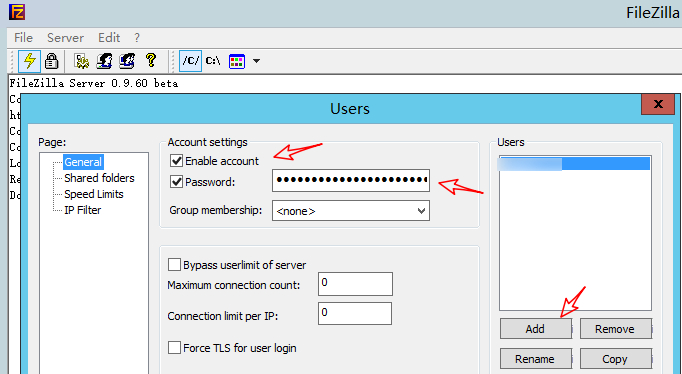 FileZilla
File Server Edit ?
/C/ C:\
FileZilla Server 0.9.60 beta
Co
ht
Co
Co
Lo
Re
Do
Users
X
Page:
General
Shared folders
Speed Limits
IP Filter
Account settings
Enable account
Password:
Group membership: <none>
Bypass userlimit of server
Maximum connection count: 0
Connection limit per IP: 0
Force TLS for user login
Users
Add Remove
Rename Copy